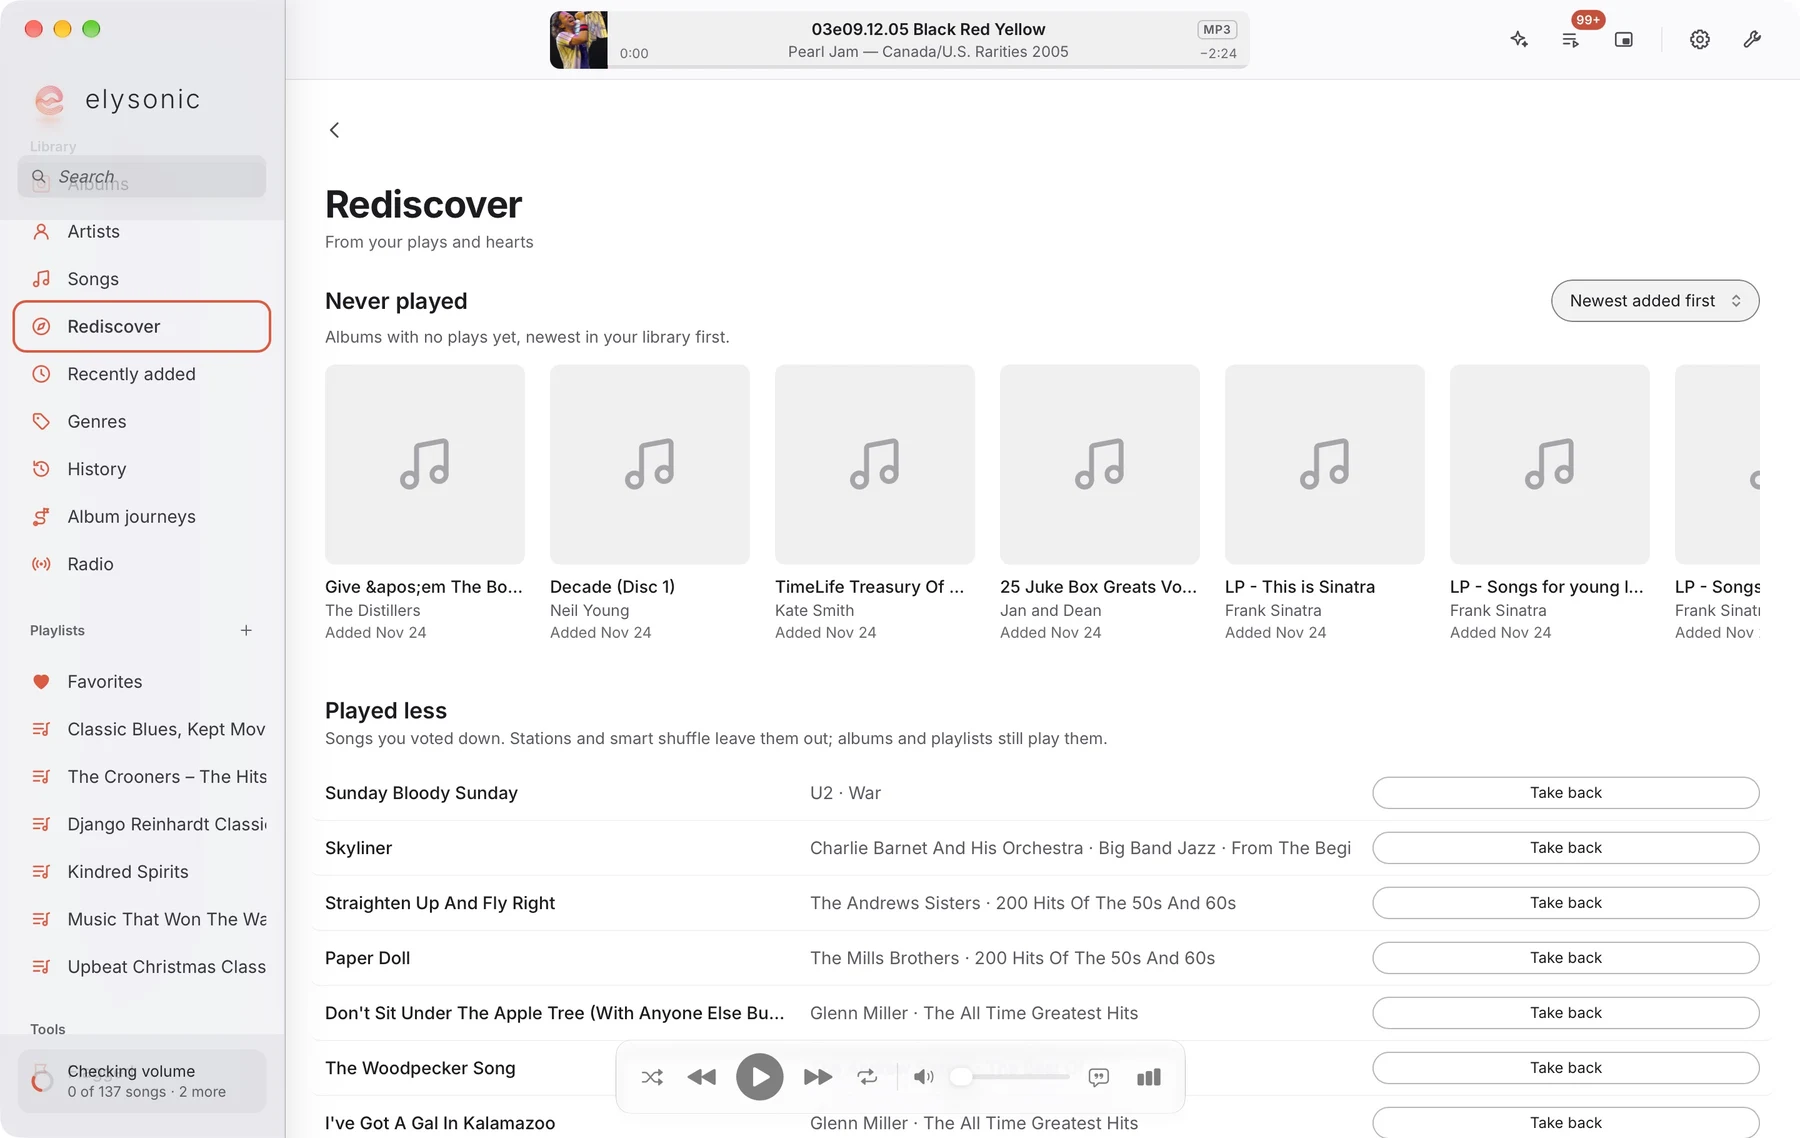 03e09.12.05 Black Red Yellow
MP3
99+
0:00
Pearl Jam — Canada/U.S. Rarities 2005
−2:24
elysonic
Library
Search
Albums
Artists
Songs
Rediscover
Recently added
Genres
History
Album journeys
Radio
Playlists
Favorites
Classic Blues, Kept Mov
The Crooners – The Hits
Django Reinhardt Classi
Kindred Spirits
Music That Won The Wa
Upbeat Christmas Class
Tools
Checking volume
0 of 137 songs · 2 more
Rediscover
From your plays and hearts
Never played
Newest added first
Albums with no plays yet, newest in your library first.
Give &apos;em The Bo...
The Distillers
Added Nov 24
Decade (Disc 1)
Neil Young
Added Nov 24
TimeLife Treasury Of ...
Kate Smith
Added Nov 24
25 Juke Box Greats Vo...
Jan and Dean
Added Nov 24
LP - This is Sinatra
Frank Sinatra
Added Nov 24
LP - Songs for young l...
Frank Sinatra
Added Nov 24
LP - Songs
Frank Sinatr
Added Nov
Played less
Songs you voted down. Stations and smart shuffle leave them out; albums and playlists still play them.
Sunday Bloody Sunday
U2 · War
Take back
Skyliner
Charlie Barnet And His Orchestra · Big Band Jazz · From The Begi
Take back
Straighten Up And Fly Right
The Andrews Sisters · 200 Hits Of The 50s And 60s
Take back
Paper Doll
The Mills Brothers · 200 Hits Of The 50s And 60s
Take back
Don't Sit Under The Apple Tree (With Anyone Else Bu...
Glenn Miller · The All Time Greatest Hits
Take back
The Woodpecker Song
Take back
I've Got A Gal In Kalamazoo
Glenn Miller · The All Time Greatest Hits
Take back